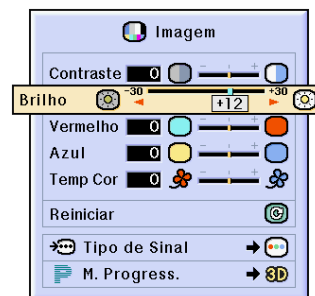 Imagem
Contraste 0 - +
Brilho -30 +12 +30
Vermelho 0 - +
Azul 0 - +
Temp Cor 0 - +
Reiniciar
Tipo de Sinal
P M. Progress. 3D